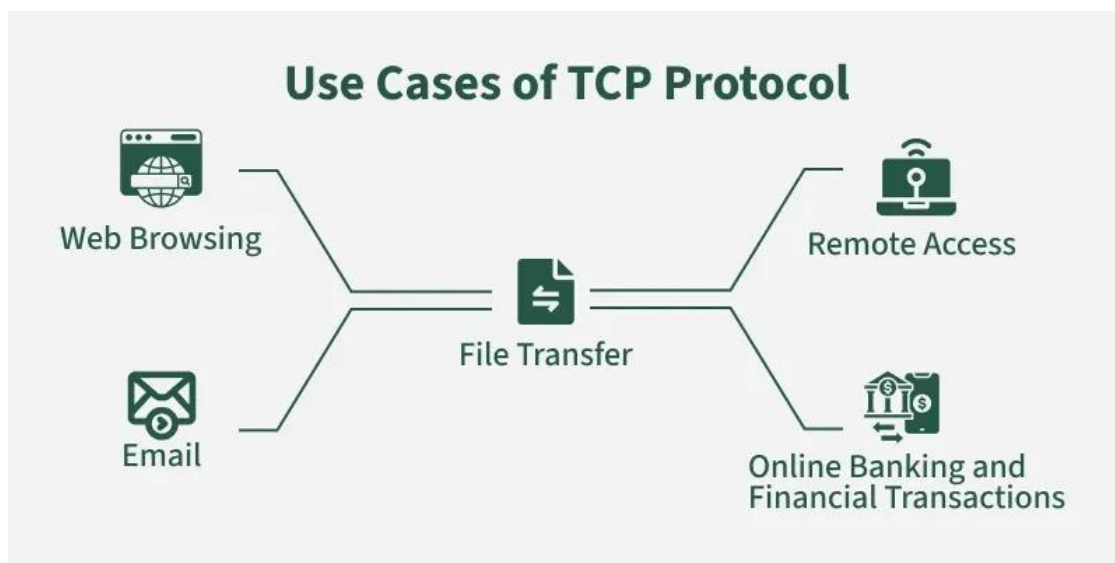 Use Cases of TCP Protocol
Web Browsing
Remote Access
File Transfer
Email
Online Banking and
Financial Transactions